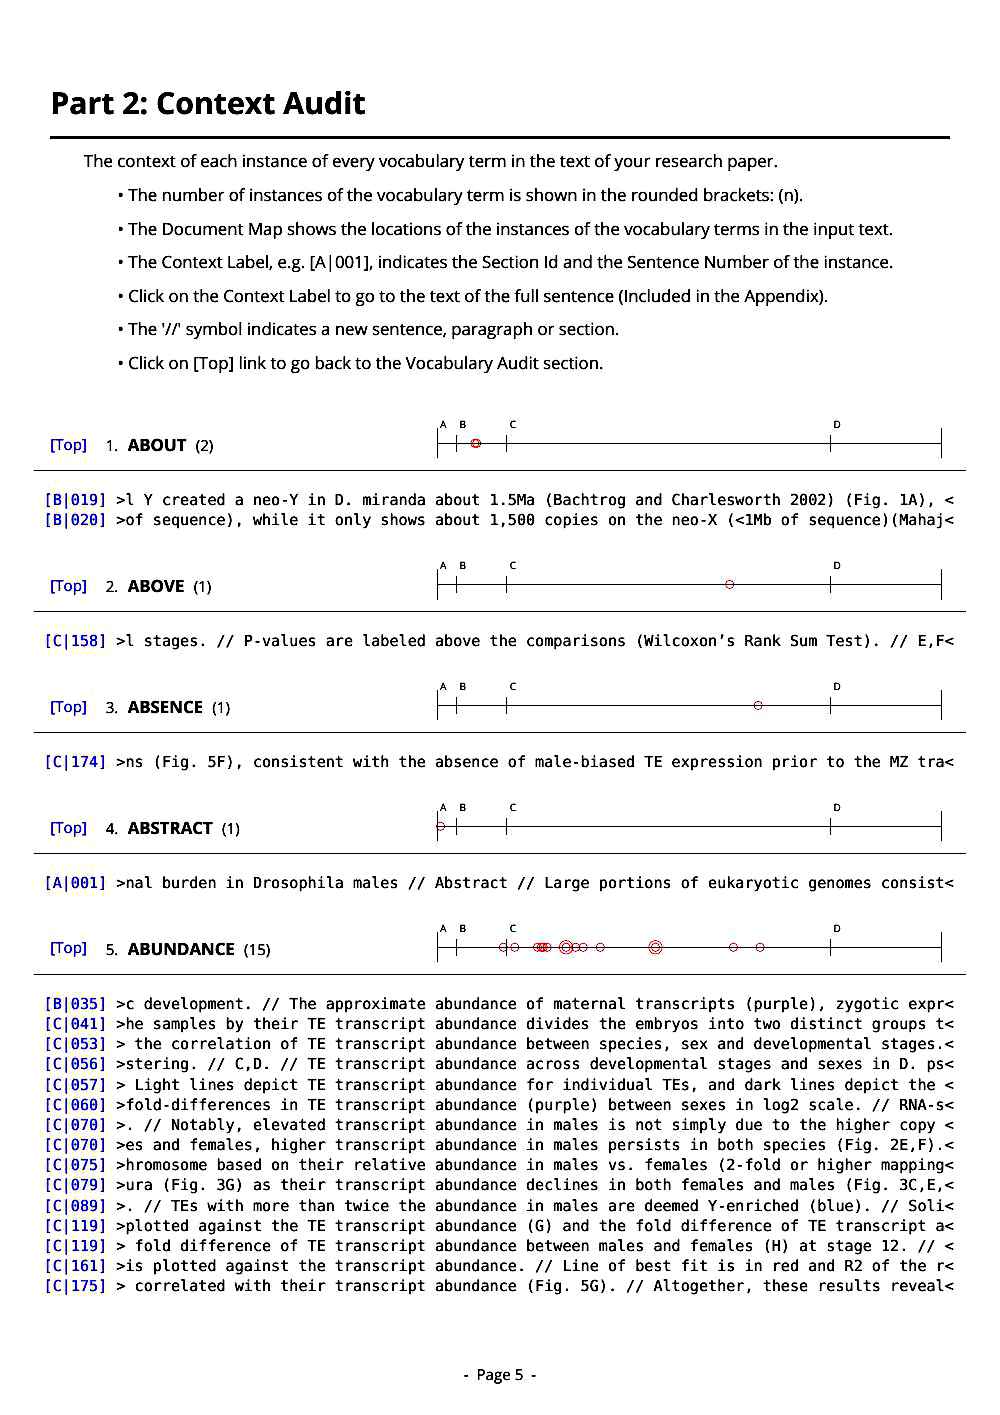 Part 2: Context Audit
The context of each instance of every vocabulary term in the text of your research paper.
• The number of instances of the vocabulary term is shown in the rounded brackets: (n).
• The Document Map shows the locations of the instances of the vocabulary terms in the input text.
• The Context Label, e.g. [A|001], indicates the Section Id and the Sentence Number of the instance.
• Click on the Context Label to go to the text of the full sentence (Included in the Appendix).
• The '//' symbol indicates a new sentence, paragraph or section.
• Click on [Top] link to go back to the Vocabulary Audit section.
A B C D
[Top] 1. ABOUT (2)
[B|019] >l Y created a neo-Y in D. miranda about 1.5Ma (Bachtrog and Charlesworth 2002) (Fig. 1A), <
[B|020] >of sequence), while it only shows about 1,500 copies on the neo-X (<1Mb of sequence)(Mahaj<
A B C D
[Top] 2. ABOVE (1)
[C|158] >l stages. // P-values are labeled above the comparisons (Wilcoxon’s Rank Sum Test). // E,F<
A B C D
[Top] 3. ABSENCE (1)
[C|174] >ns (Fig. 5F), consistent with the absence of male-biased TE expression prior to the MZ tra<
A B C D
[Top] 4. ABSTRACT (1)
[A|001] >nal burden in Drosophila males // Abstract // Large portions of eukaryotic genomes consist<
A B C D
[Top] 5. ABUNDANCE (15)
[B|035] >c development. // The approximate abundance of maternal transcripts (purple), zygotic expr<
[C|041] >he samples by their TE transcript abundance divides the embryos into two distinct groups t<
[C|053] > the correlation of TE transcript abundance between species, sex and developmental stages.<
[C|056] >stering. // C,D. // TE transcript abundance across developmental stages and sexes in D. ps<
[C|057] > Light lines depict TE transcript abundance for individual TEs, and dark lines depict the <
[C|060] >fold-differences in TE transcript abundance (purple) between sexes in log2 scale. // RNA-s<
[C|070] >. // Notably, elevated transcript abundance in males is not simply due to the higher copy <
[C|070] >es and females, higher transcript abundance in males persists in both species (Fig. 2E,F).<
[C|075] >hromosome based on their relative abundance in males vs. females (2-fold or higher mapping<
[C|079] >ura (Fig. 3G) as their transcript abundance declines in both females and males (Fig. 3C,E,<
[C|089] >. // TEs with more than twice the abundance in males are deemed Y-enriched (blue). // Soli<
[C|119] >plotted against the TE transcript abundance (G) and the fold difference of TE transcript a<
[C|119] > fold difference of TE transcript abundance between males and females (H) at stage 12. // <
[C|161] >is plotted against the transcript abundance. // Line of best fit is in red and R2 of the r<
[C|175] > correlated with their transcript abundance (Fig. 5G). // Altogether, these results reveal<
- Page 5 -